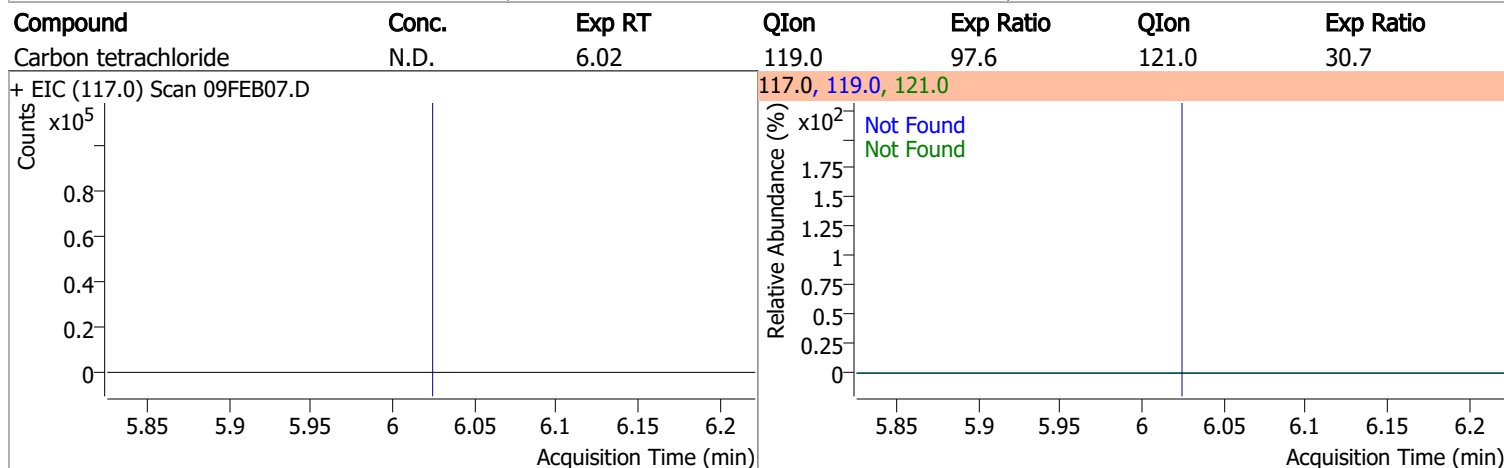 Compound Conc. Exp RT QIon Exp Ratio QIon Exp Ratio
Carbon tetrachloride N.D. 6.02 119.0 97.6 121.0 30.7
+ EIC (117.0) Scan 09FEB07.D
Counts
x10⁵
0.8
0.6
0.4
0.2
0
5.85 5.9 5.95 6 6.05 6.1 6.15 6.2
Acquisition Time (min)
117.0, 119.0, 121.0
Relative Abundance (%)
x10²
Not Found
Not Found
1.75
1.5
1.25
1
0.75
0.5
0.25
0
5.85 5.9 5.95 6 6.05 6.1 6.15 6.2
Acquisition Time (min)